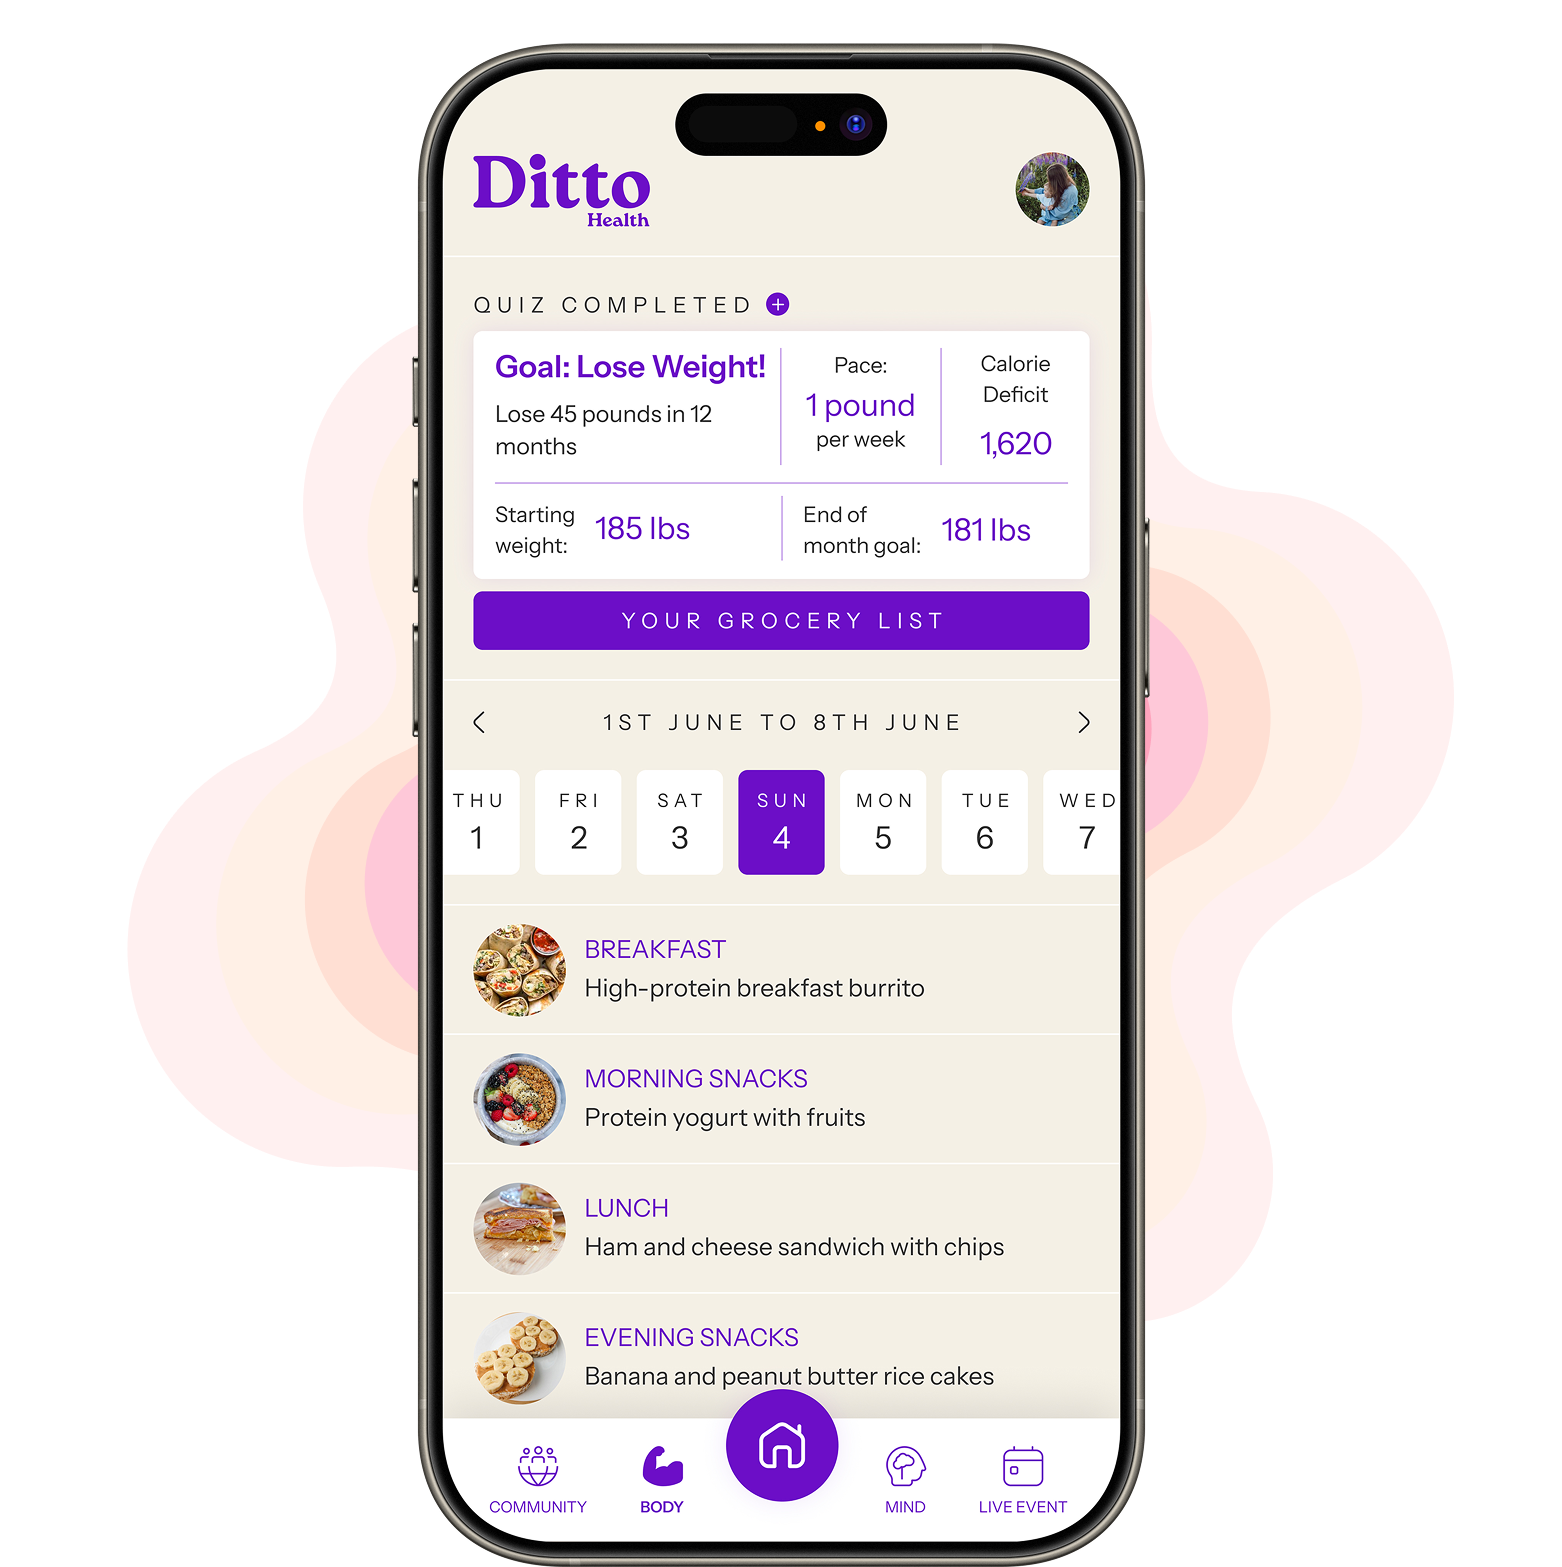 Ditto
Health
QUIZ COMPLETED
Goal: Lose Weight!
Lose 45 pounds in 12
months
Pace:
1 pound
per week
Calorie
Deficit
1,620
Starting
weight:
185 lbs
End of
month goal:
181 lbs
YOUR GROCERY LIST
1ST JUNE TO 8TH JUNE
THU FRI SAT SUN MON TUE WED
1 2 3 4 5 6 7
BREAKFAST
High-protein breakfast burrito
MORNING SNACKS
Protein yogurt with fruits
LUNCH
Ham and cheese sandwich with chips
EVENING SNACKS
Banana and peanut butter rice cakes
COMMUNITY BODY MIND LIVE EVENT